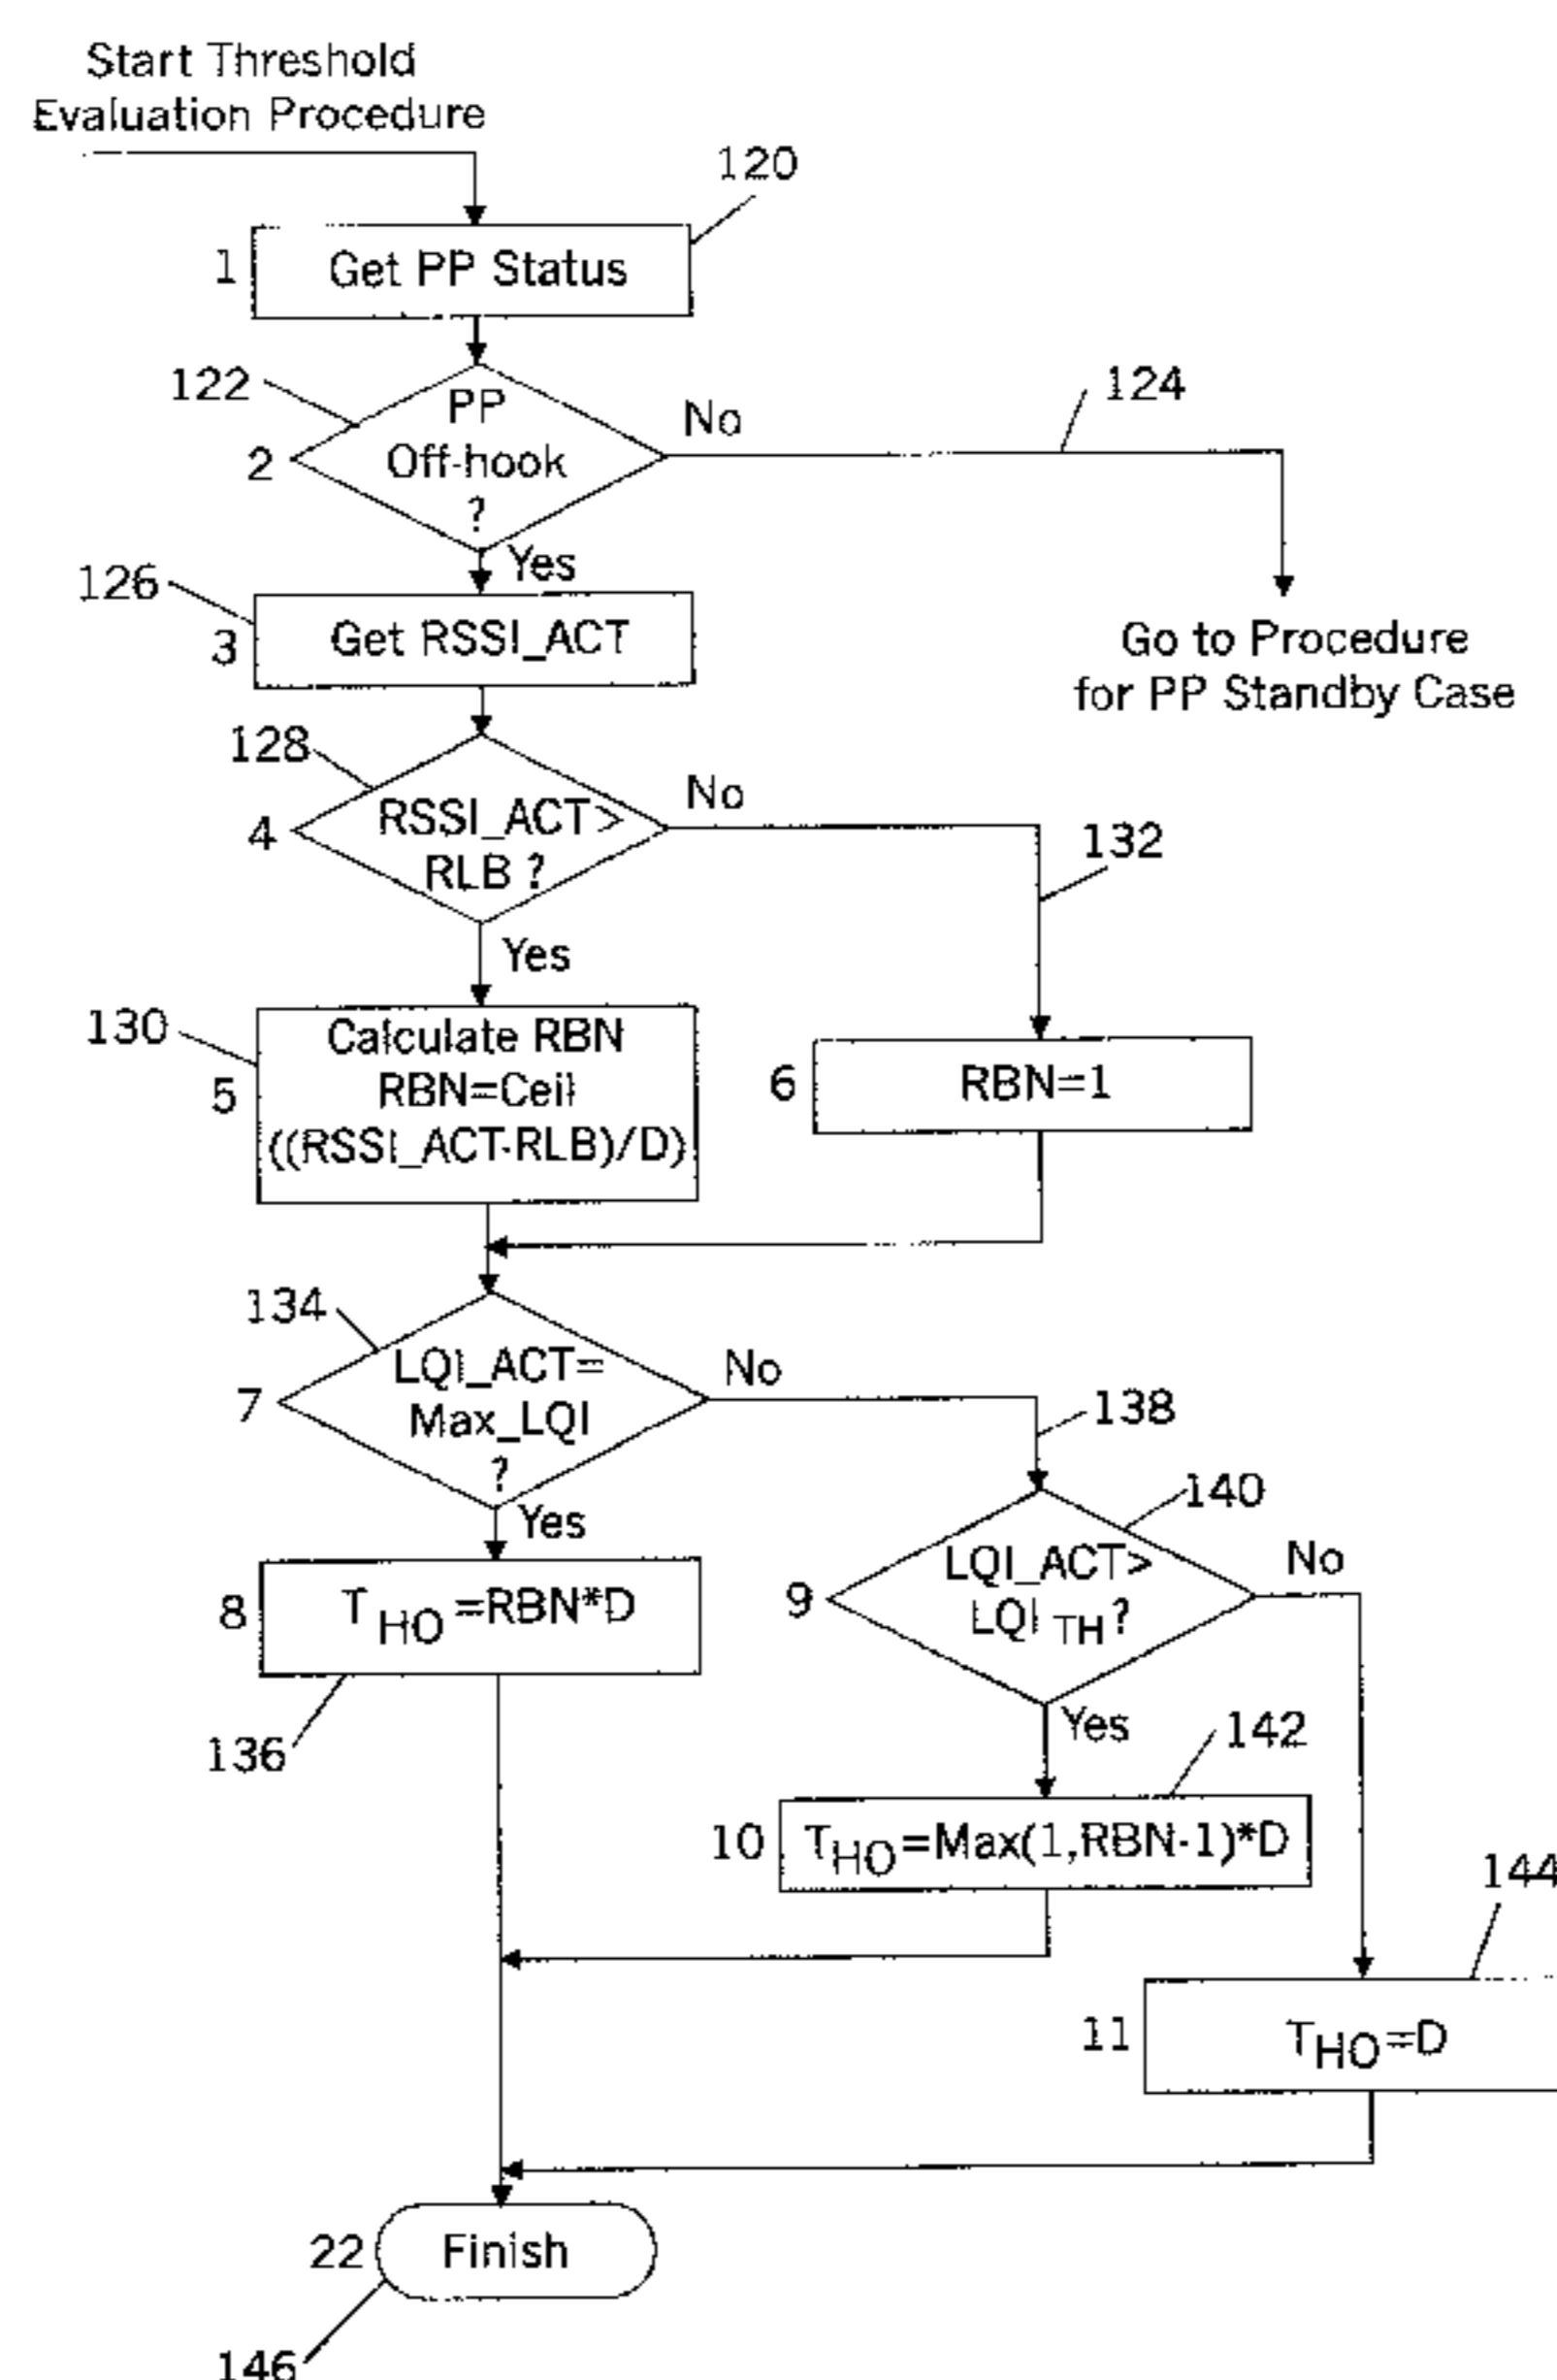 Start Threshold
Evaluation Procedure
120
1
Get PP Status
122
124
2
PP
Off-hook
?
No
Yes
126
3
Get RSSI_ACT
Go to Procedure
for PP Standby Case
128
4
RSSI_ACT>
RLB ?
No
132
Yes
130
5
Calculate RBN
RBN=Ceil
((RSSI_ACT-RLB)/D)
6
RBN=1
134
7
LQI_ACT=
Max_LQI
?
No
138
Yes
140
8
T HO =RBN*D
9
LQI_ACT>
LQI TH ?
No
136
Yes
142
10
THO=Max(1,RBN-1)*D
144
11
THO=D
22
Finish
146